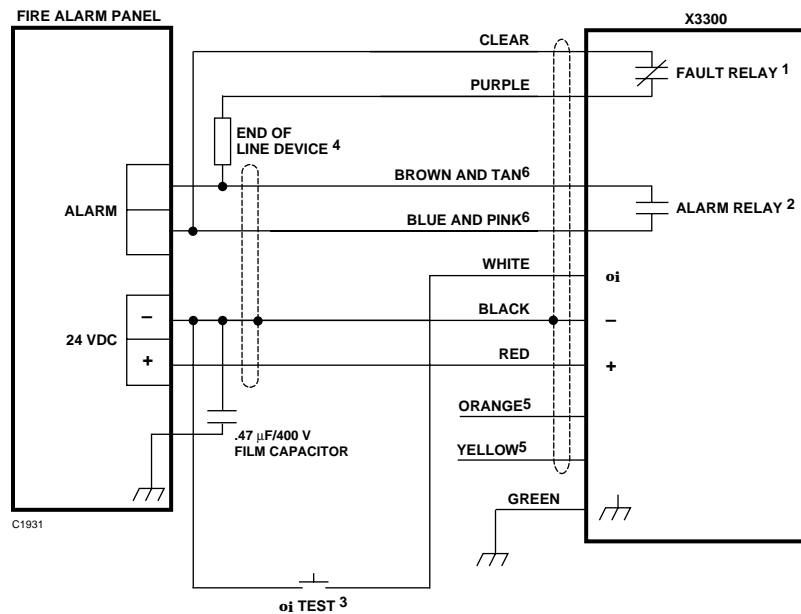 FIRE ALARM PANEL
X3300
CLEAR
FAULT RELAY 1
PURPLE
END OF
LINE DEVICE 4
BROWN AND TAN6
ALARM
ALARM RELAY 2
BLUE AND PINK6
WHITE
oi
–
BLACK
–
24 VDC
+
RED
+
ORANGE5
.47 µF/400 V
FILM CAPACITOR
YELLOW5
GREEN
C1931
oi TEST 3